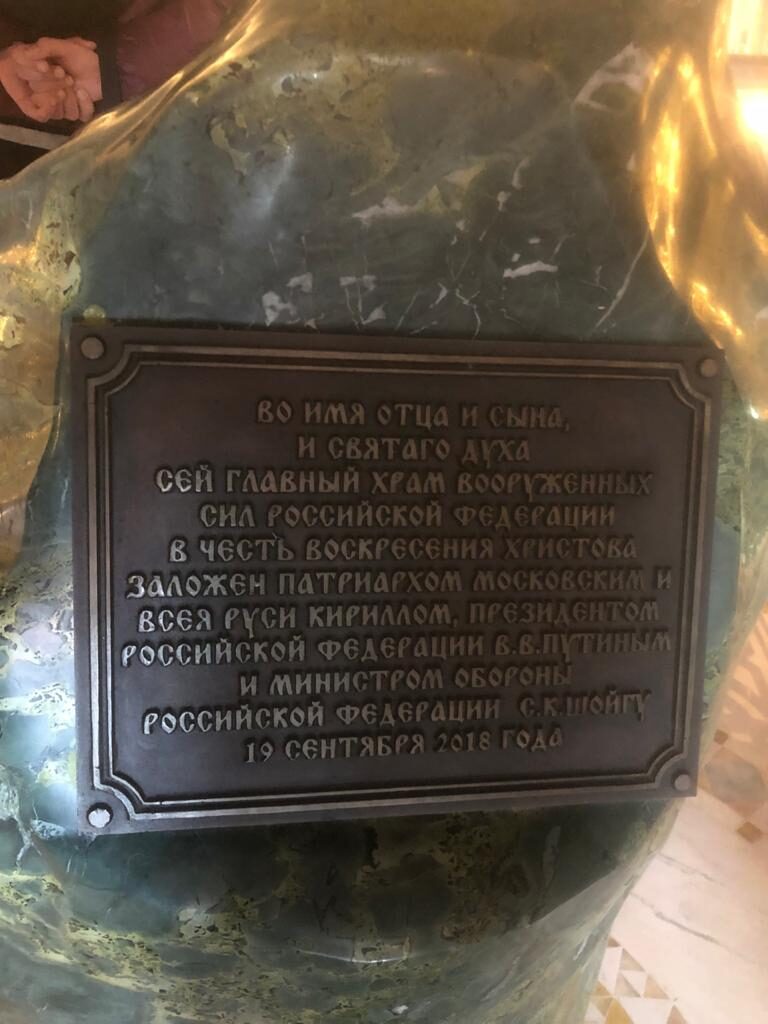 ВО ИМЯ ОТЦА И СЫНА,
И СВЯТАГО ДУХА
СЕЙ ГЛАВНЫЙ ХРАМ ВООРУЖЕННЫХ
СИЛ РОССИЙСКОЙ ФЕДЕРАЦИИ
В ЧЕСТЬ ВОСКРЕСЕНИЯ ХРИСТОВА
ЗАЛОЖЕН ПАТРИАРХОМ МОСКОВСКИМ И
ВСЕЯ РУСИ КИРИЛЛОМ, ПРЕЗИДЕНТОМ
РОССИЙСКОЙ ФЕДЕРАЦИИ В.В.ПУТИНЫМ
И МИНИСТРОМ ОБОРОНЫ
РОССИЙСКОЙ ФЕДЕРАЦИИ С.К.ШОЙГУ
19 СЕНТЯБРЯ 2018 ГОДА